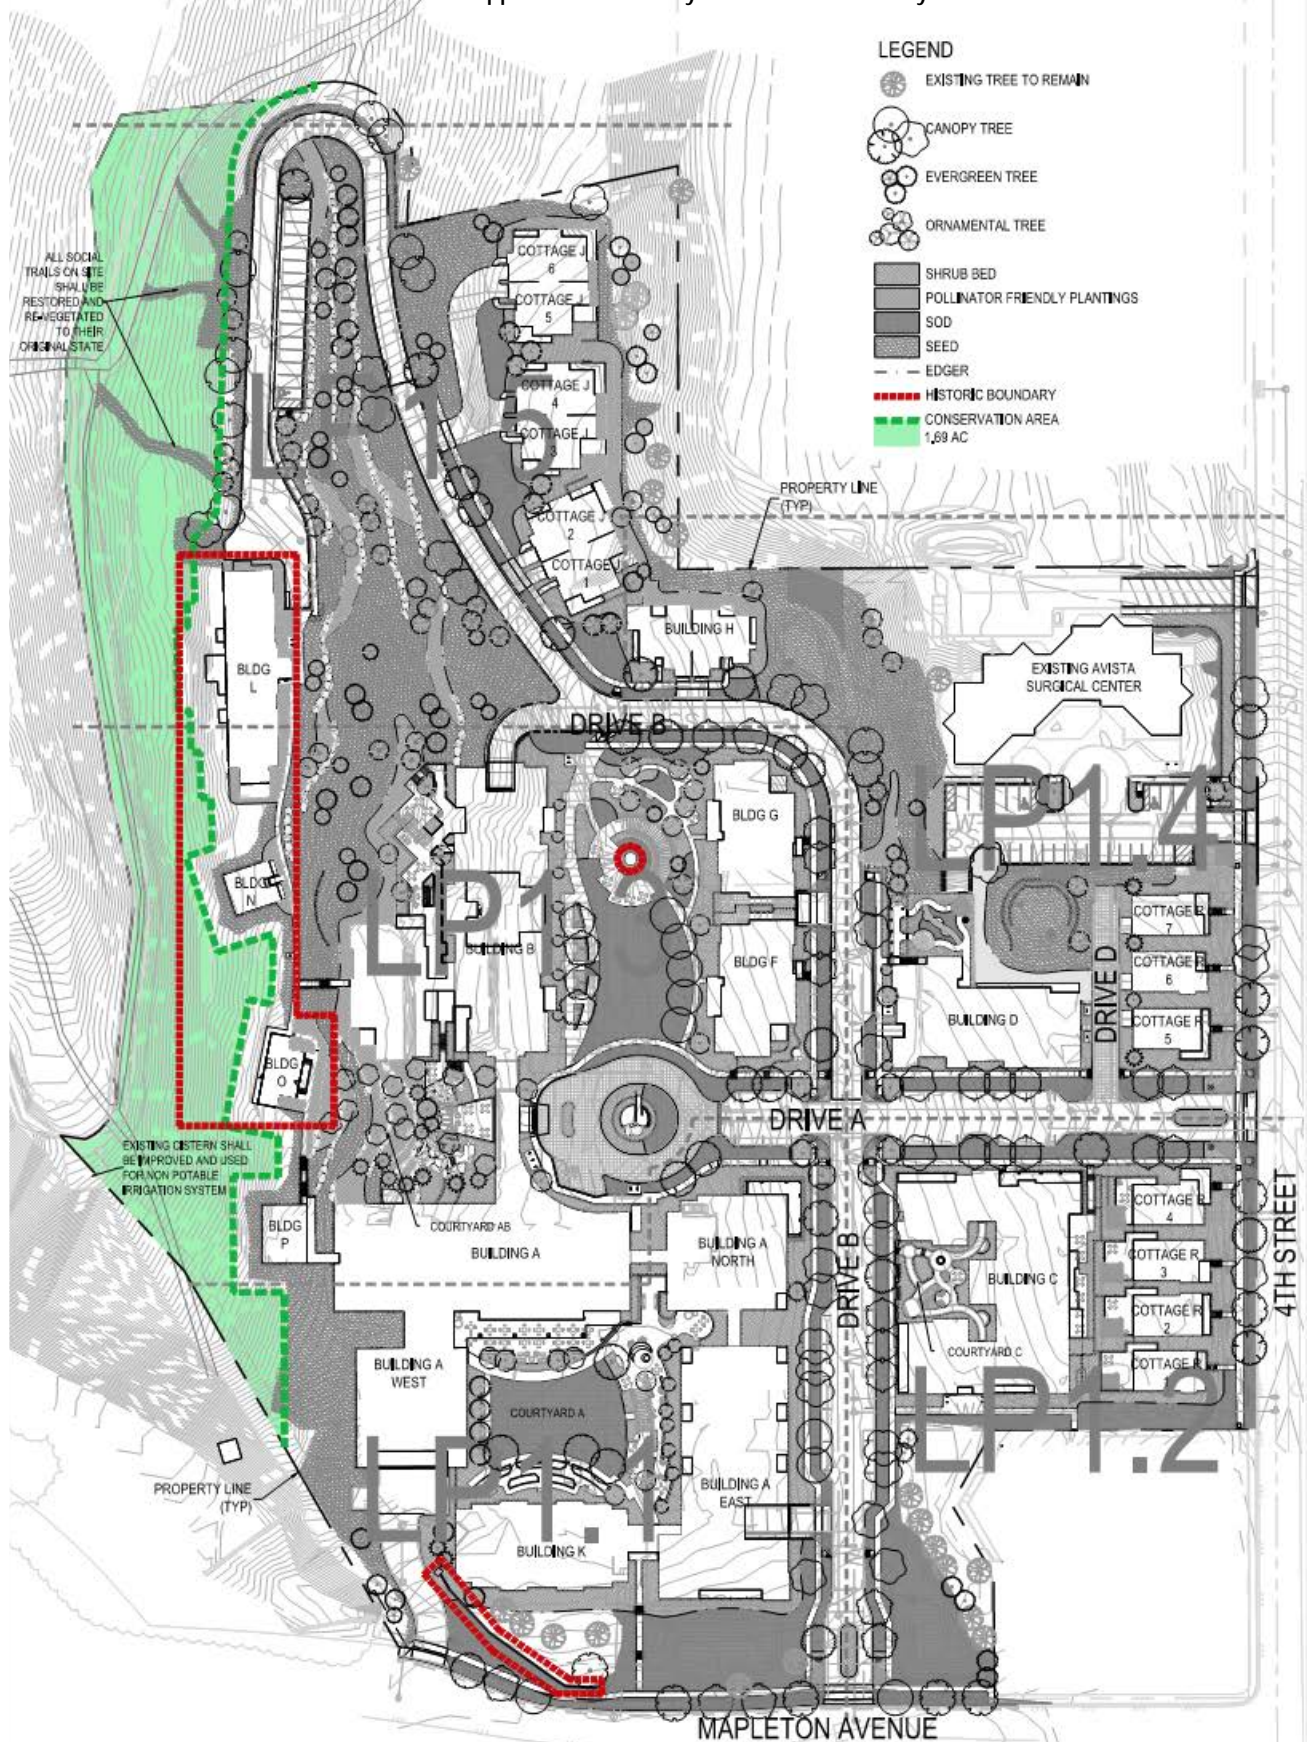 LEGEND
EXISTING TREE TO REMAIN
CANOPY TREE
EVERGREEN TREE
ORNAMENTAL TREE
SHRUB BED
POLLINATOR FRIENDLY PLANTINGS
SOD
SEED
EDGER
HISTORIC BOUNDARY
CONSERVATION AREA
1.69 AC
ALL SOCIAL
TRAILS ON SITE
SHALL BE
RESTORED AND
RE-VEGETATED
TO THEIR
ORIGINAL STATE
COTTAGE J
6
COTTAGE J
5
COTTAGE J
4
COTTAGE J
3
COTTAGE J
2
COTTAGE J
1
PROPERTY LINE
(TYP)
BUILDING H
EXISTING AVISTA
SURGICAL CENTER
BLDG
L
DRIVE B
LP1.4
BLDG G
BLDG
N
BUILDING B
BLDG F
COTTAGE R
7
COTTAGE R
6
COTTAGE R
5
DRIVE D
BUILDING D
BLDG
O
DRIVE A
EXISTING CISTERN SHALL
BE IMPROVED AND USED
FOR NON POTABLE
IRRIGATION SYSTEM
BLDG
P
COURTYARD AB
BUILDING A
BUILDING A
NORTH
DRIVE B
BUILDING C
COURTYARD C
COTTAGE R
4
COTTAGE R
3
COTTAGE R
2
COTTAGE R
4TH STREET
BUILDING A
WEST
COURTYARD A
LP1.1
LP1.2
PROPERTY LINE
(TYP)
BUILDING A
EAST
BUILDING K
MAPLETON AVENUE